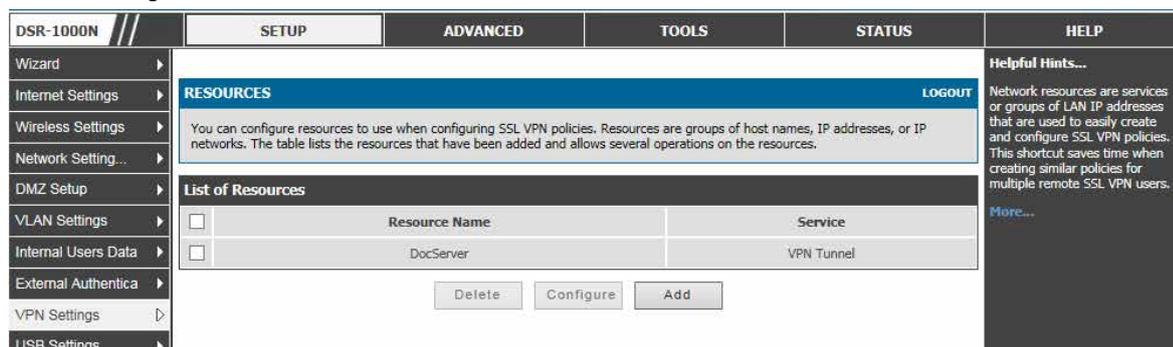 DSR-1000N
SETUP
ADVANCED
TOOLS
STATUS
HELP
Wizard
Internet Settings
Wireless Settings
Network Setting...
DMZ Setup
VLAN Settings
Internal Users Data
External Authentica
VPN Settings
USB Settings
RESOURCES
LOGOUT
You can configure resources to use when configuring SSL VPN policies. Resources are groups of host names, IP addresses, or IP
networks. The table lists the resources that have been added and allows several operations on the resources.
List of Resources
Resource Name
Service
DocServer
VPN Tunnel
Delete
Configure
Add
Helpful Hints...
Network resources are services
or groups of LAN IP addresses
that are used to easily create
and configure SSL VPN policies.
This shortcut saves time when
creating similar policies for
multiple remote SSL VPN users.
More...